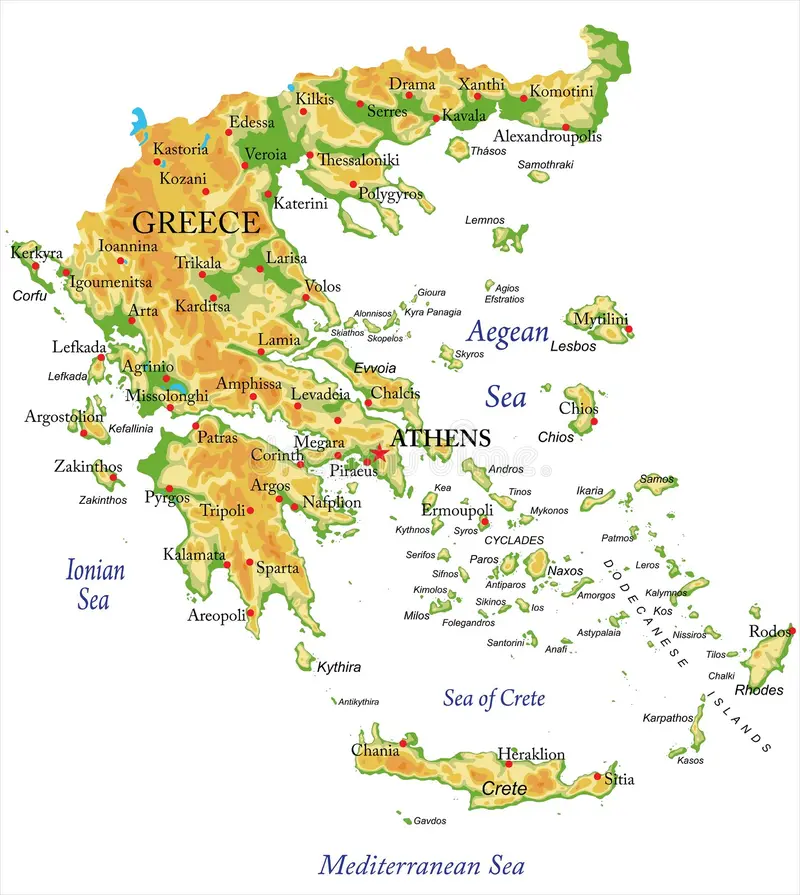 Drama
Xanthi
Komotini
Kilkis
Serres
Kavala
Edessa
Alexandroupolis
Kastoria
Veroia
Thessaloniki
Thásos
Samothraki
Kozani
Polygyros
Katerini
GREECE
Lemnos
Kerkyra
Ioannina
Trikala
Larisa
Igoumenitsa
Volos
Gioura
Agios
Efstratios
Corfu
Karditsa
Arta
Alonnisos
Kyra Panagia
Skiathos
Skopelos
Mytilini
Lesbos
Aegean
Sea
Lefkada
Lamia
Skyros
Lefkada
Agrinio
Evvoia
Amphissa
Missolonghi
Levadeia
Chalcis
Chios
Chios
Argostolion
Kefallinia
Patras
Megara
ATHENS
Corinth
Piraeus
Zakinthos
Zakinthos
Andros
Pyrgos
Argos
Nafplion
Kea
Tinos
Ikaria
Samos
Tripoli
Ermoupoli
Mykonos
Kythnos
Syros
CYCLADES
Patmos
Kalamata
Sparta
Serifos
Paros
Naxos
Leros
Ionian
Sea
Sifnos
Antiparos
Kimolos
Amorgos
Kalymnos
Sikinos
Ios
Kos
Areopoli
Milos
Folegandros
Astypalaia
Nissiros
Rodos
Santorini
Anafi
Tilos
DODECANESE
ISLANDS
Kythira
Chalki
Rhodes
Antikythira
Sea of Crete
Karpathos
Chania
Heraklion
Kasos
Sitia
Crete
Gavdos
Mediterranean Sea